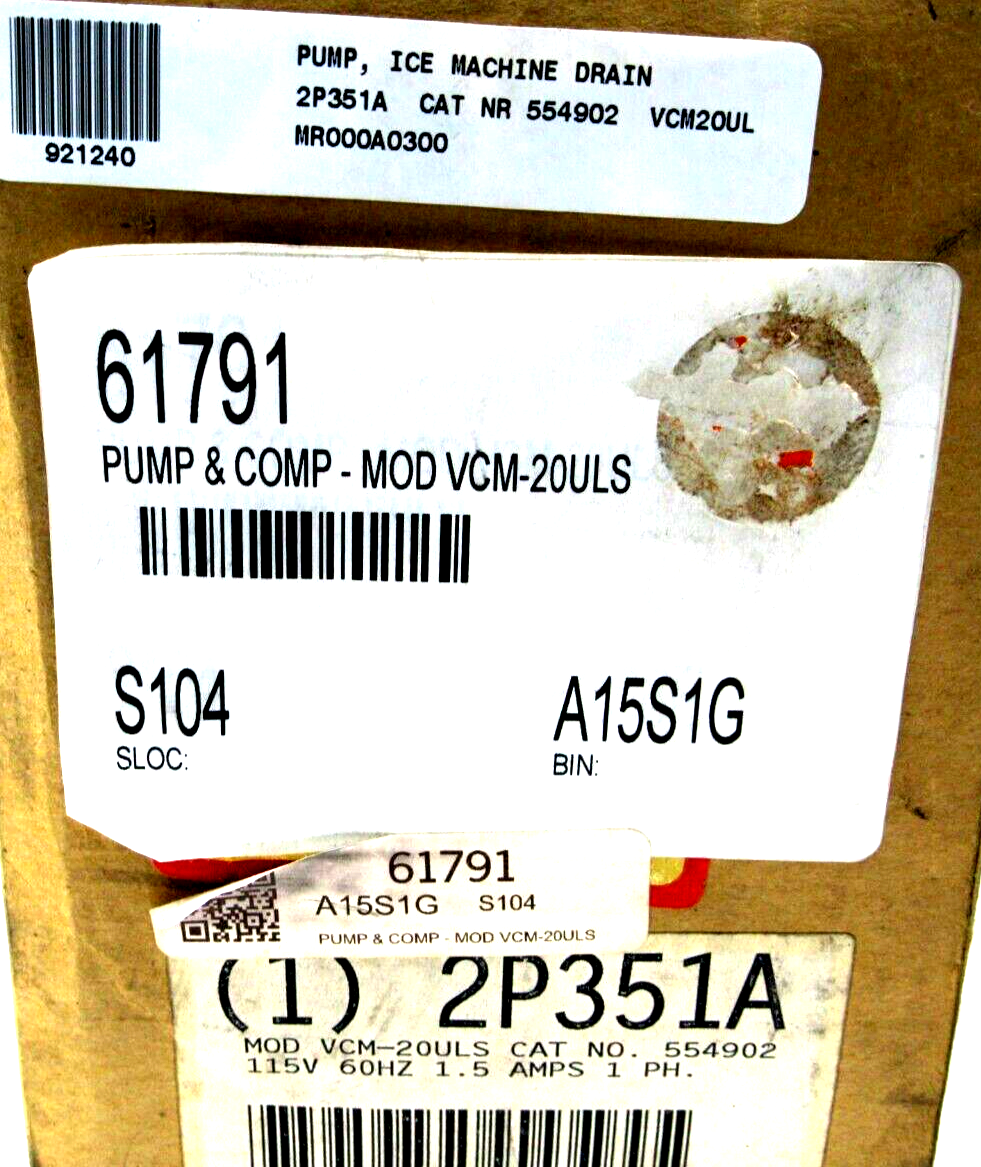 PUMP, ICE MACHINE DRAIN
2P351A CAT NR 554902 VCM20UL
MR000A0300
921240
61791
PUMP & COMP - MOD VCM-20ULS
S104
SLOC:
A15S1G
BIN:
61791
A15S1G S104
PUMP & COMP - MOD VCM-20ULS
(1) 2P351A
MOD VCM-20ULS CAT NO. 554902
115V 60HZ 1.5 AMPS 1 PH.